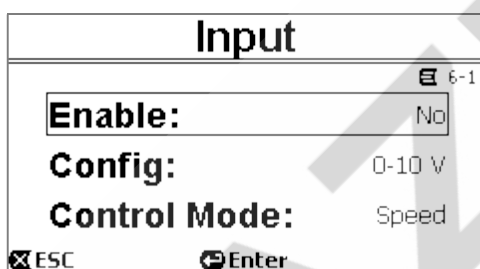 Input
6-1
Enable: No
Config: 0-10 V
Control Mode: Speed
ESC Enter